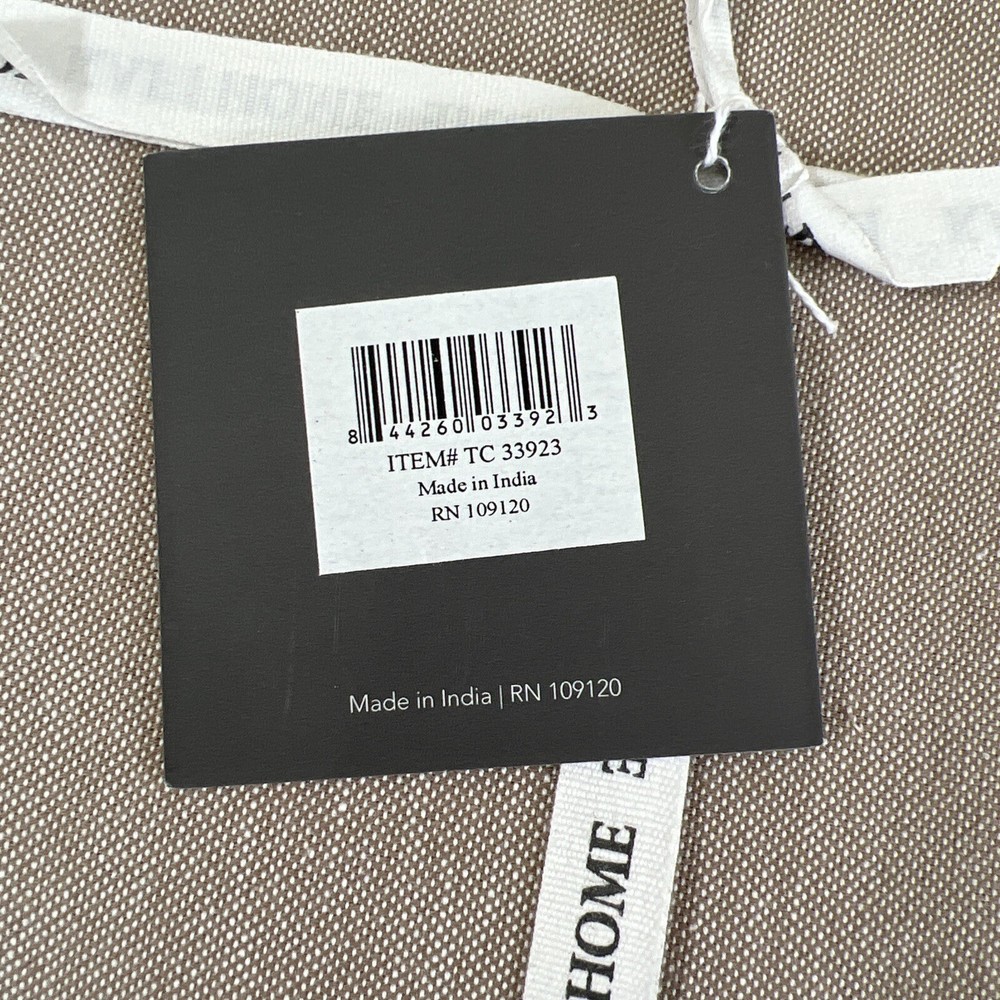 8 44260 03392 3
ITEM# TC 33923
Made in India
RN 109120
Made in India | RN 109120
HOME E